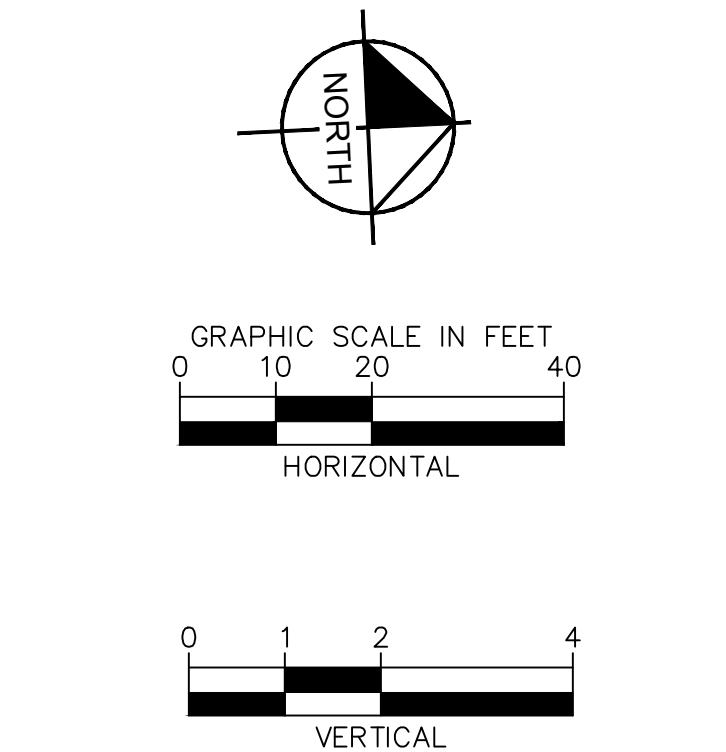 NORTH
GRAPHIC SCALE IN FEET
0 10 20 40
HORIZONTAL
0 1 2 4
VERTICAL